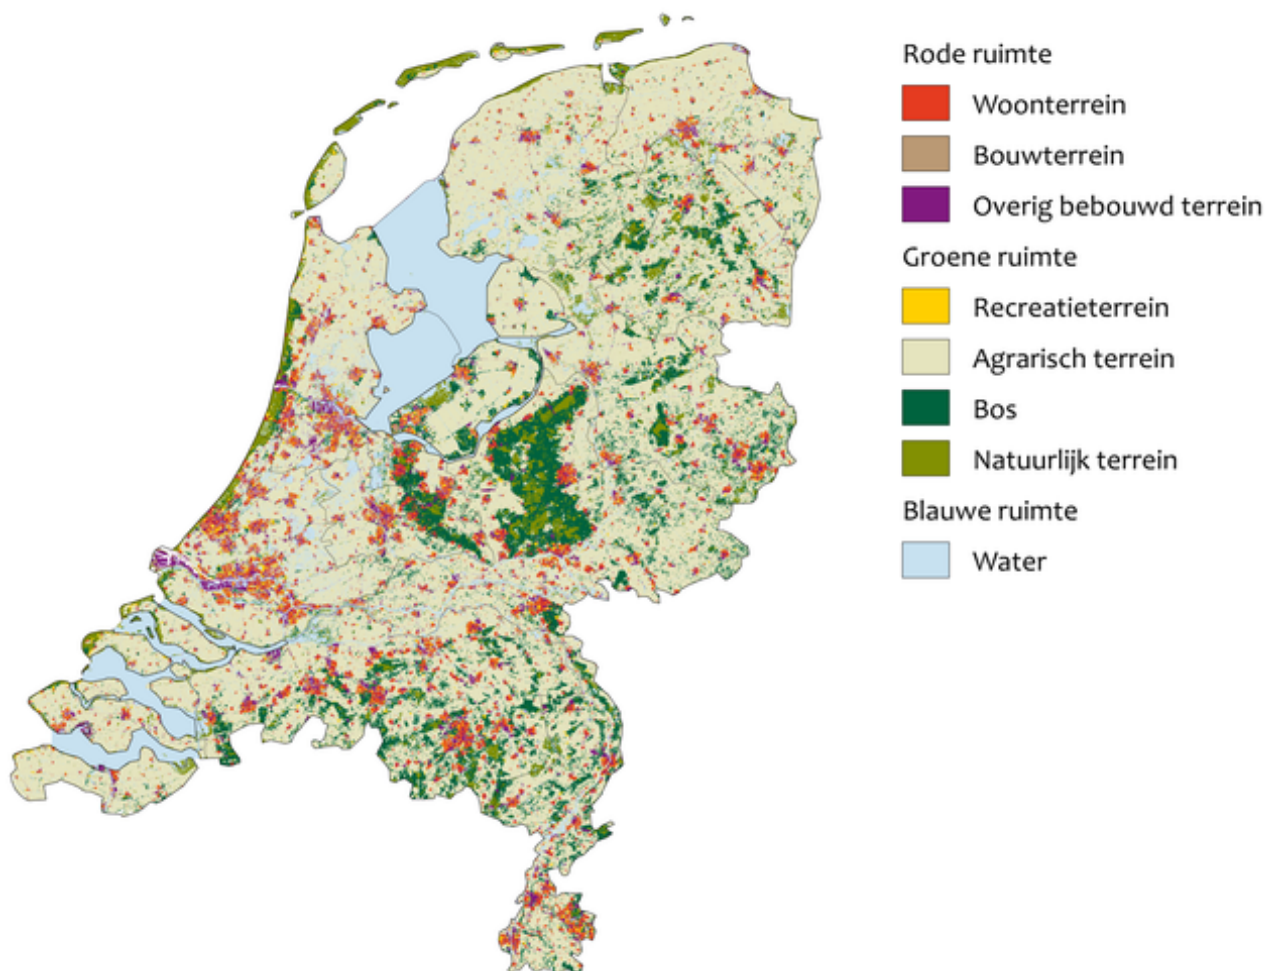 Rode ruimte
Woonterrein
Bouwterrein
Overig bebouwd terrein
Groene ruimte
Recreatieterrein
Agrarisch terrein
Bos
Natuurlijk terrein
Blauwe ruimte
Water